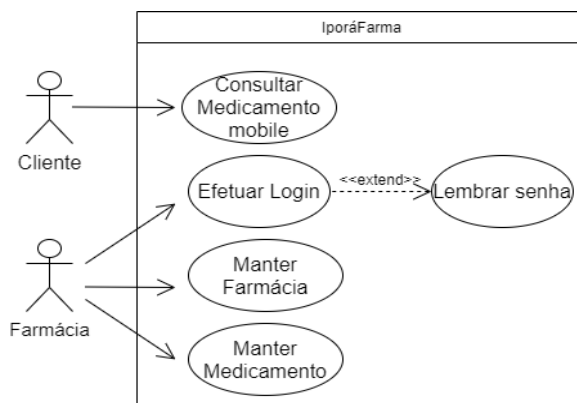 IporáFarma
Consultar
Medicamento
mobile
Cliente
Efetuar Login
<<extend>>
Lembrar senha
Manter
Farmácia
Farmácia
Manter
Medicamento